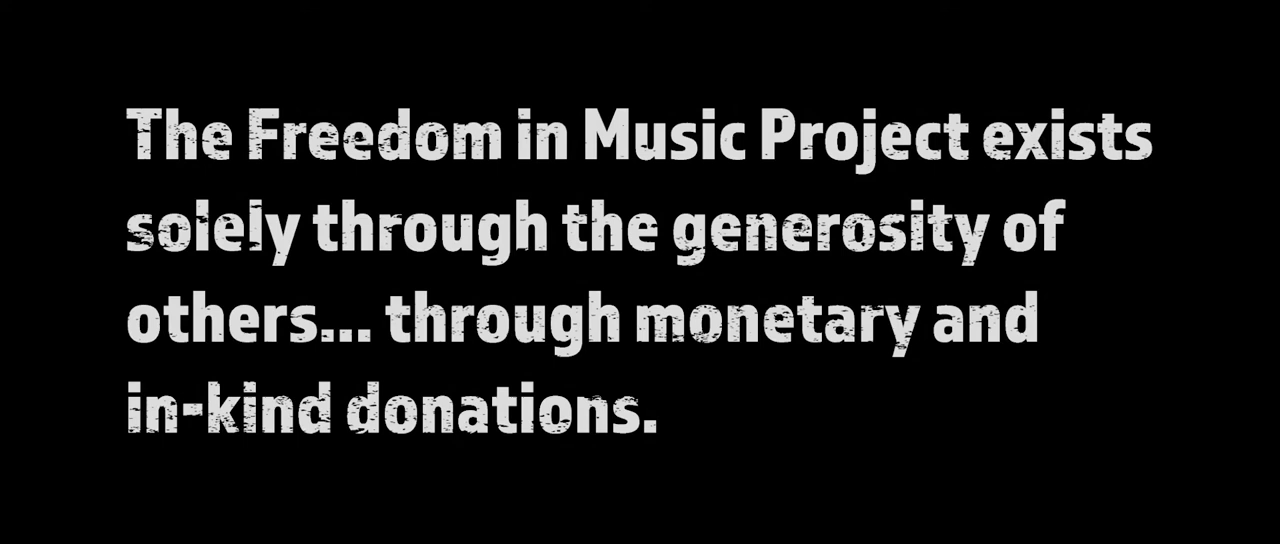 The Freedom in Music Project exists
solely through the generosity of
others... through monetary and
in-kind donations.